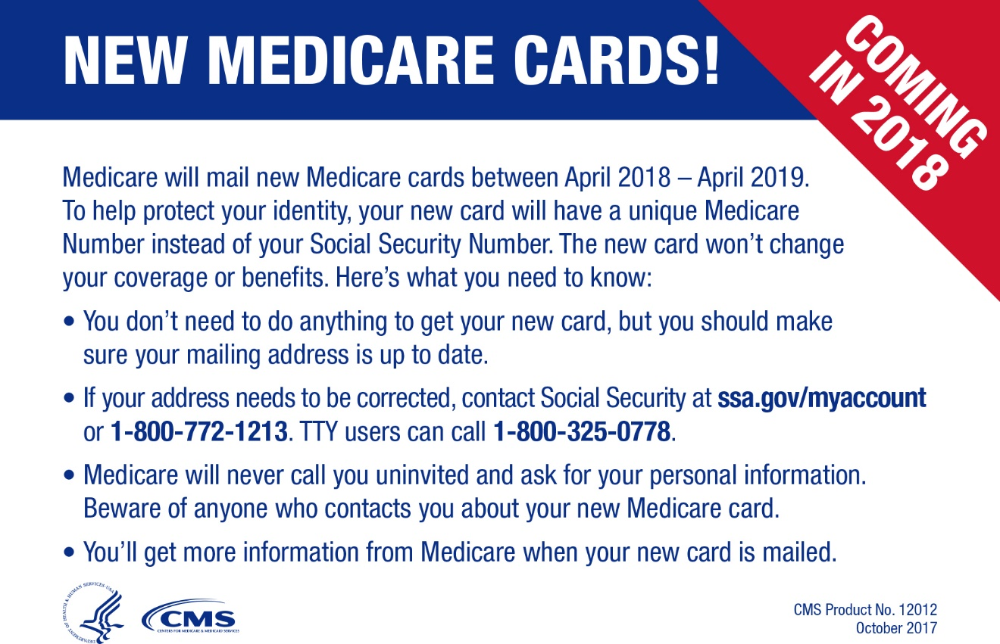 NEW MEDICARE CARDS!
COMING
IN 2018
Medicare will mail new Medicare cards between April 2018 – April 2019.
To help protect your identity, your new card will have a unique Medicare
Number instead of your Social Security Number. The new card won’t change
your coverage or benefits. Here’s what you need to know:
• You don’t need to do anything to get your new card, but you should make
sure your mailing address is up to date.
• If your address needs to be corrected, contact Social Security at ssa.gov/myaccount
or 1-800-772-1213. TTY users can call 1-800-325-0778.
• Medicare will never call you uninvited and ask for your personal information.
Beware of anyone who contacts you about your new Medicare card.
• You’ll get more information from Medicare when your new card is mailed.
DEPARTMENT OF HEALTH & HUMAN SERVICES·USA
CMS
CENTERS FOR MEDICARE & MEDICAID SERVICES
CMS Product No. 12012
October 2017